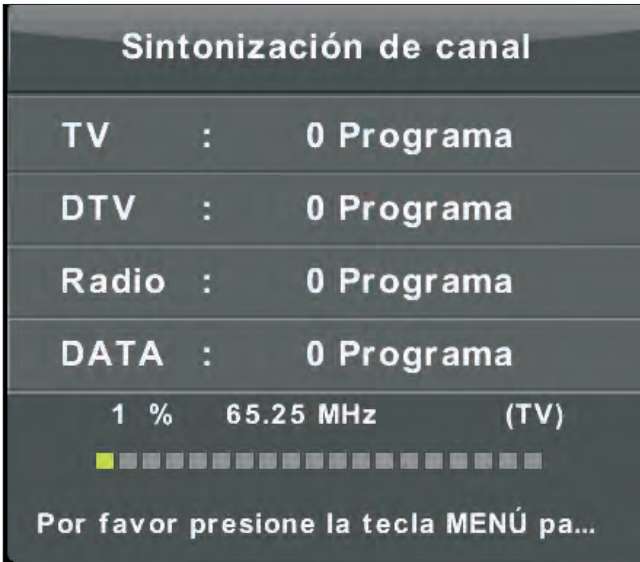 Sintonización de canal
TV : 0 Programa
DTV : 0 Programa
Radio : 0 Programa
DATA : 0 Programa
1 % 65.25 MHz (TV)
Por favor presione la tecla MENÚ pa...